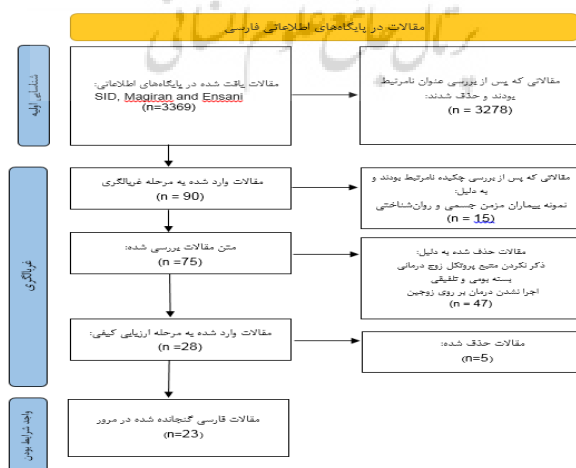 مقالات در پایگاه‌های اطلاعاتی فارسی
پرتال جامع علوم انسانی
شناسایی اولیه
مقالات یافت شده در پایگاه‌های اطلاعاتی:
SID, Magiran and Ensani
(n=3369)
مقالاتی که پس از بررسی عنوان نامرتبط
بودند و حذف شدند:
(n = 3278)
غربالگری
مقالات وارد شده به مرحله غربالگری
(n = 90)
مقالاتی که پس از بررسی چکیده نامرتبط بودند و
به دلیل:
نمونه بیماران مزمن جسمی و روان‌شناختی
(n = 15)
متن مقالات بررسی شده:
(n =75)
مقالات حذف شده به دلیل:
ذکر نکردن منبع پروتکل زوج درمانی
بسته بومی و تلفیقی
اجرا نشدن درمان بر روی زوجین
(n = 47)
مقالات وارد شده به مرحله ارزیابی کیفی:
(n =28)
مقالات حذف شده:
(n=5)
واجد شرایط بودن
مقالات فارسی گنجانده شده در مرور
(n=23)